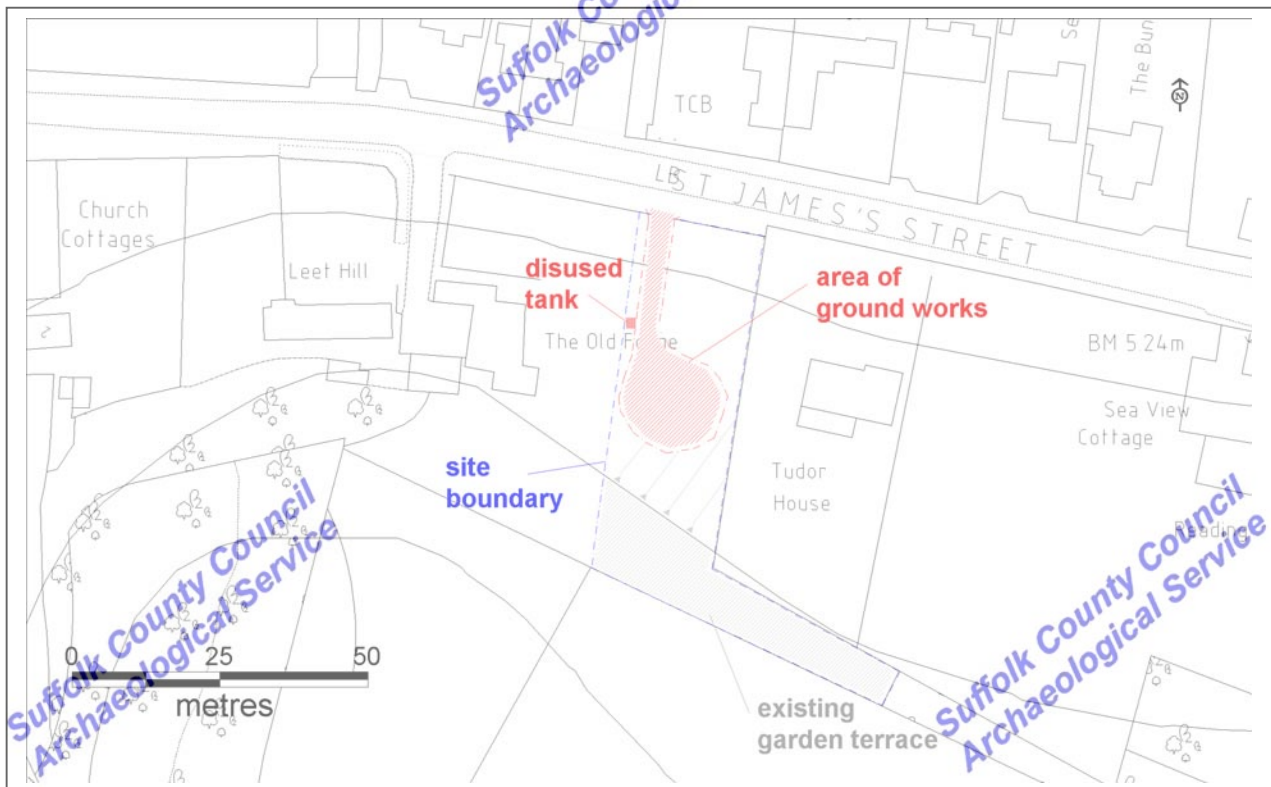 Suffolk County Council
Archaeological Service
The Bun
TCB
LB
ST JAMES'S STREET
Church
Cottages
Leet Hill
disused
tank
area of
ground works
The Old Forge
BM 5.24m
Sea View
Cottage
site
boundary
Tudor
House
Reading
Suffolk County Council
Archaeological Service
Suffolk County Council
Archaeological Service
0 25 50
metres
existing
garden terrace